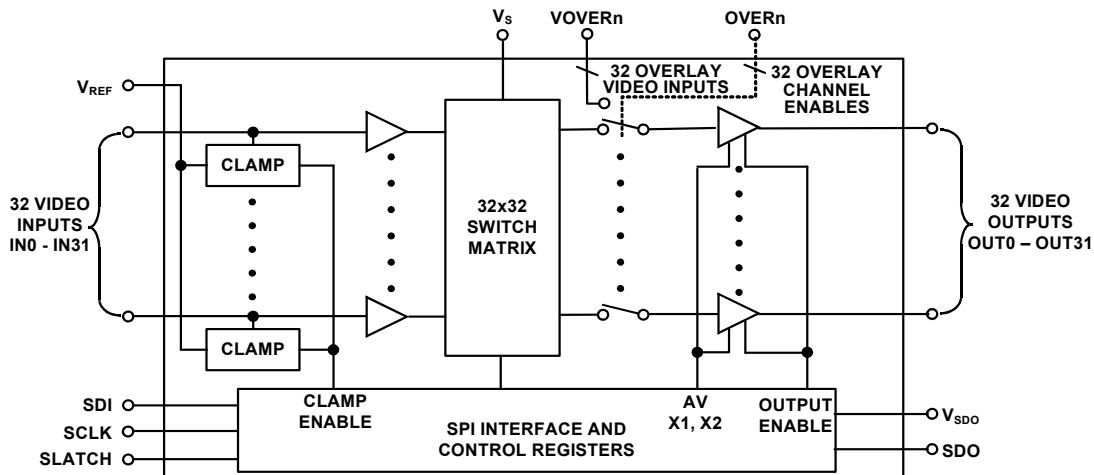 VS
VOVERn
OVERn
VREF
32 OVERLAY
VIDEO INPUTS
32 OVERLAY
CHANNEL
ENABLES
CLAMP
32 VIDEO
INPUTS
IN0 - IN31
32x32
SWITCH
MATRIX
32 VIDEO
OUTPUTS
OUT0 – OUT31
CLAMP
SDI
SCLK
SLATCH
CLAMP
ENABLE
SPI INTERFACE AND
CONTROL REGISTERS
AV
X1, X2
OUTPUT
ENABLE
VSDO
SDO